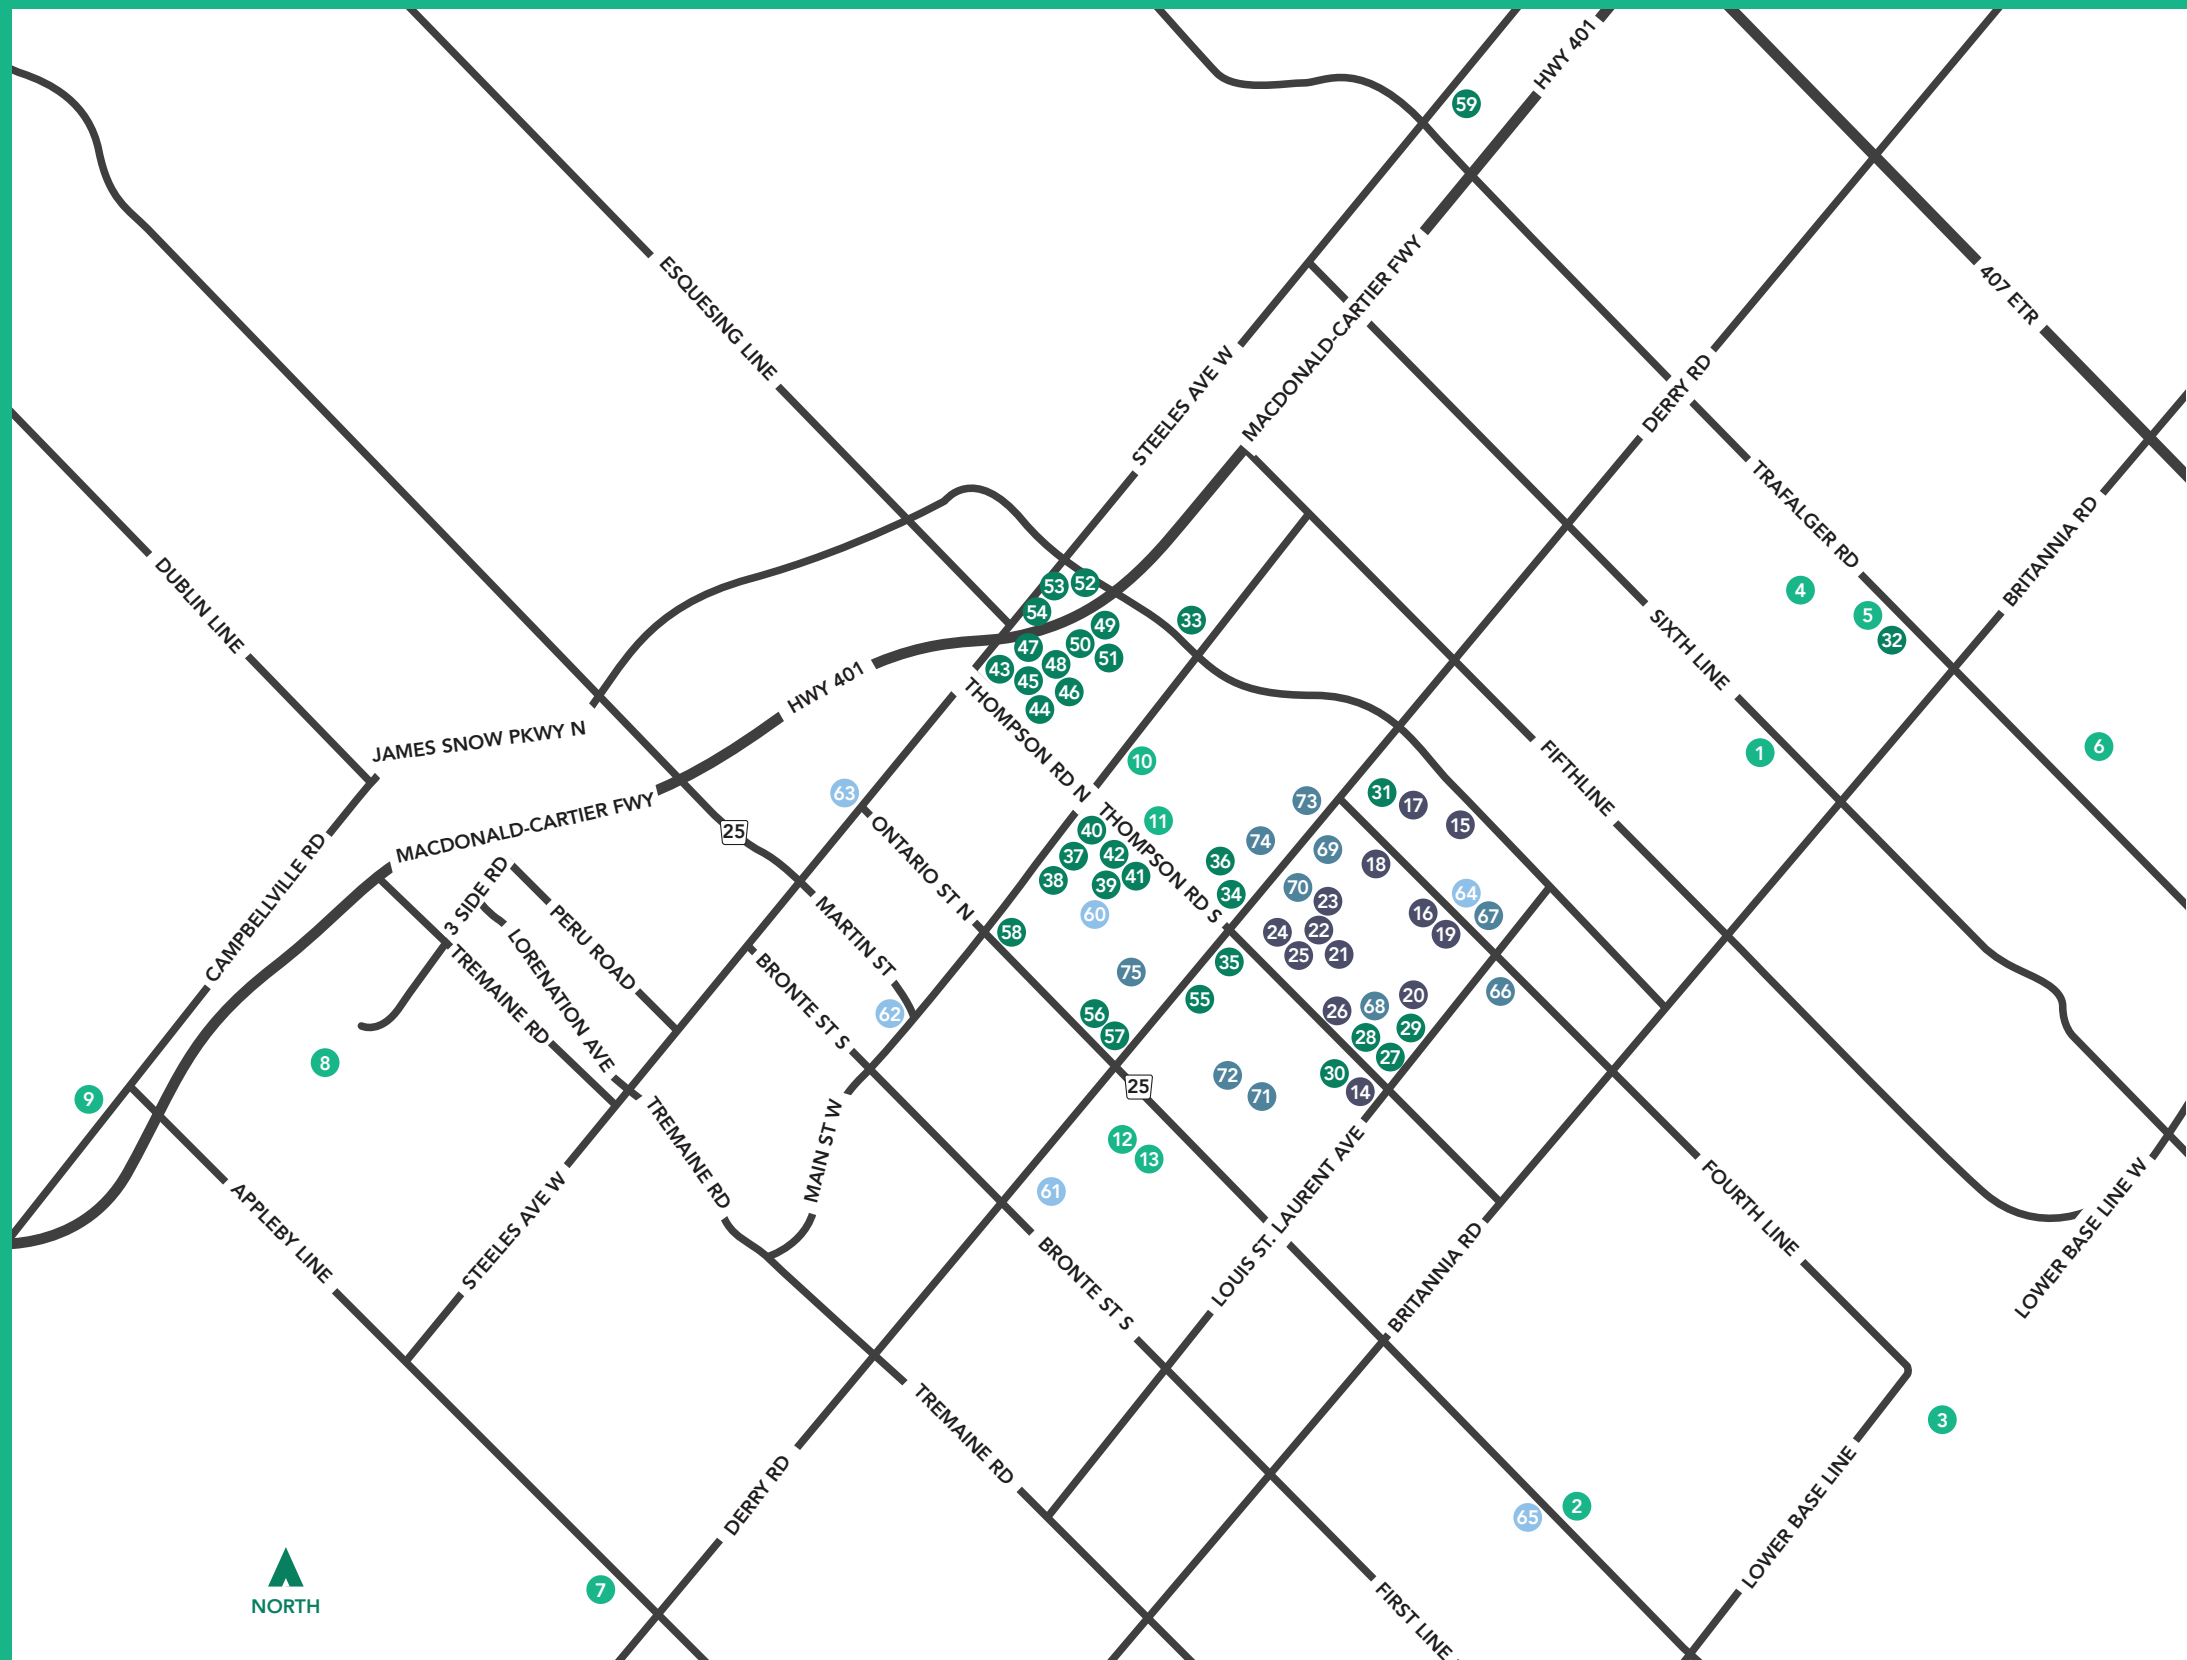 HWY 401
59
ESQUESING LINE
407 ETR
MACDONALD-CARTIER FWY
STEELES AVE W
DERRY RD
TRAFALGER RD
BRITANNIA RD
DUBLIN LINE
53
52
54
4
5
32
33
49
47
50
51
43
48
45
46
44
SIXTH LINE
HWY 401
THOMPSON RD N
JAMES SNOW PKWY N
FIFTHLINE
1
6
10
63
73
31
17
MACDONALD-CARTIER FWY
25
ONTARIO ST N
40
11
THOMPSON RD S
74
15
37
42
36
69
18
38
39
41
34
70
23
64
CAMPBELLVILLE RD
3 SIDE RD
PERU ROAD
MARTIN ST
60
16
67
58
24
22
19
LORENATION AVE
TREMAINE RD
BRONTE ST S
35
25
21
75
55
26
68
20
66
62
56
57
28
29
27
8
9
25
72
71
30
14
TREMAINE RD
MAIN ST W
12
13
61
LOUIS ST. LAURENT AVE
APPLEBY LINE
STEELES AVE W
FOURTH LINE
LOWER BASE LINE W
BRONTE ST S
BRITANNIA RD
TREMAINE RD
3
DERRY RD
LOWER BASE LINE
65
2
7
NORTH
FIRST LINE